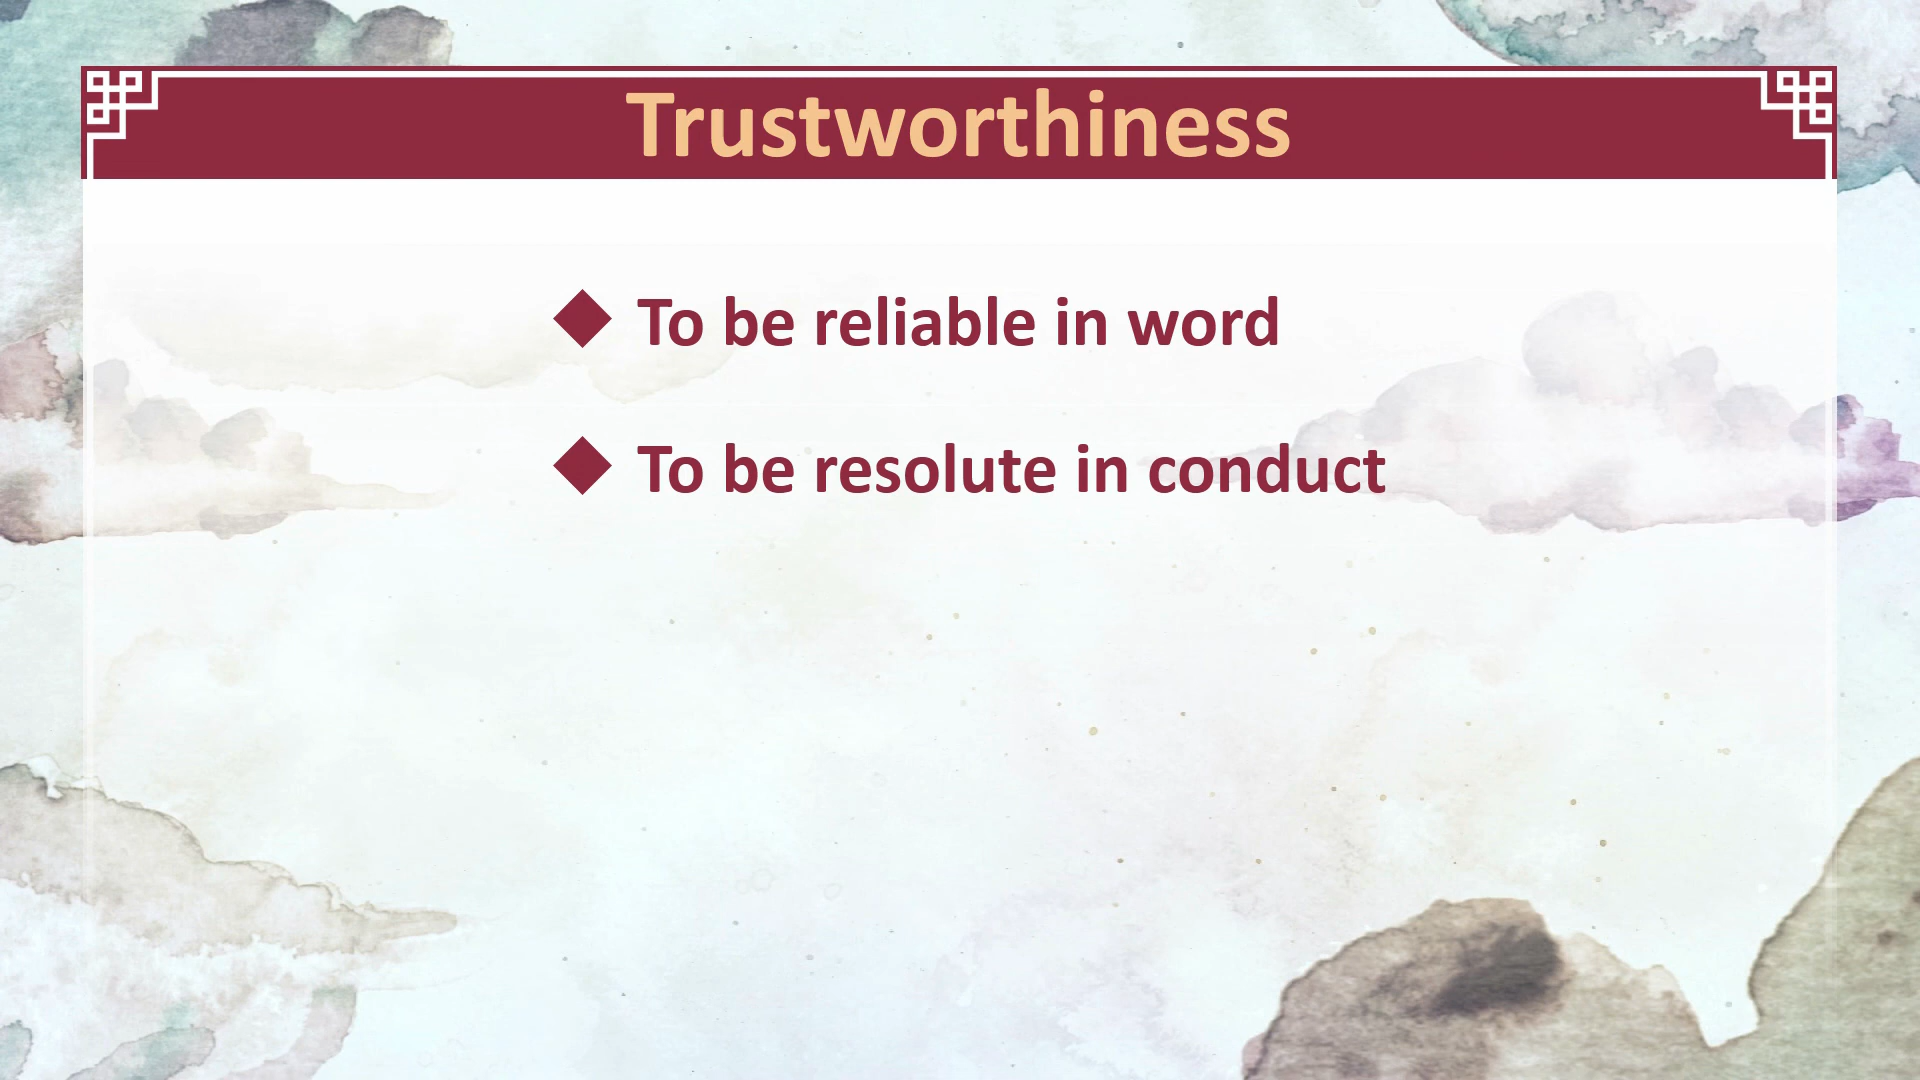 Trustworthiness
◆ To be reliable in word
◆ To be resolute in conduct